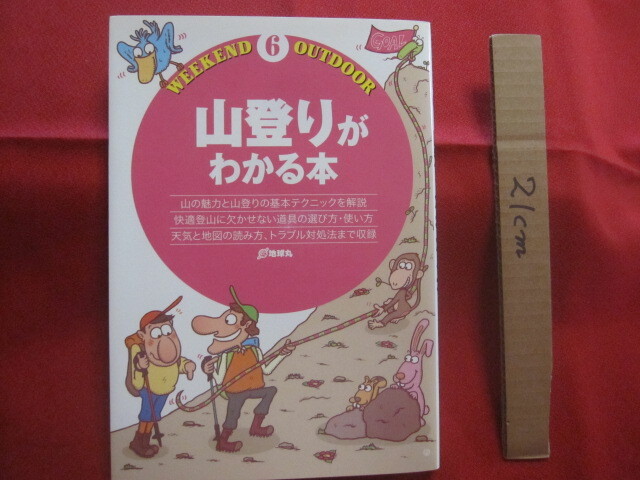 WEEKEND 6 OUTDOOR
GOAL
山登りが
わかる本
山の魅力と山登りの基本テクニックを解説
快適登山に欠かせない道具の選び方・使い方
天気と地図の読み方、トラブル対処法まで収録
地球丸
21cm